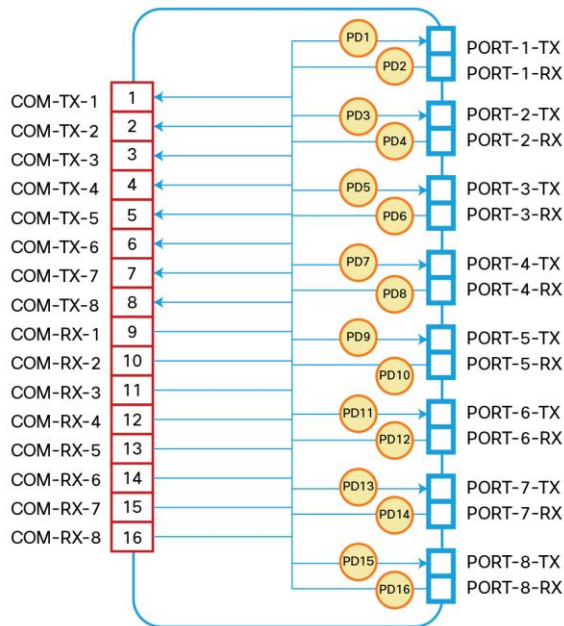 PD1
PORT-1-TX
PD2
PORT-1-RX
COM-TX-1 1
PD3
PORT-2-TX
COM-TX-2 2
PD4
PORT-2-RX
COM-TX-3 3
COM-TX-4 4
PD5
PORT-3-TX
COM-TX-5 5
PD6
PORT-3-RX
COM-TX-6 6
COM-TX-7 7
PD7
PORT-4-TX
COM-TX-8 8
PD8
PORT-4-RX
COM-RX-1 9
PD9
PORT-5-TX
COM-RX-2 10
PD10
PORT-5-RX
COM-RX-3 11
COM-RX-4 12
PD11
PORT-6-TX
COM-RX-5 13
PD12
PORT-6-RX
COM-RX-6 14
PD13
PORT-7-TX
COM-RX-7 15
PD14
PORT-7-RX
COM-RX-8 16
PD15
PORT-8-TX
PD16
PORT-8-RX